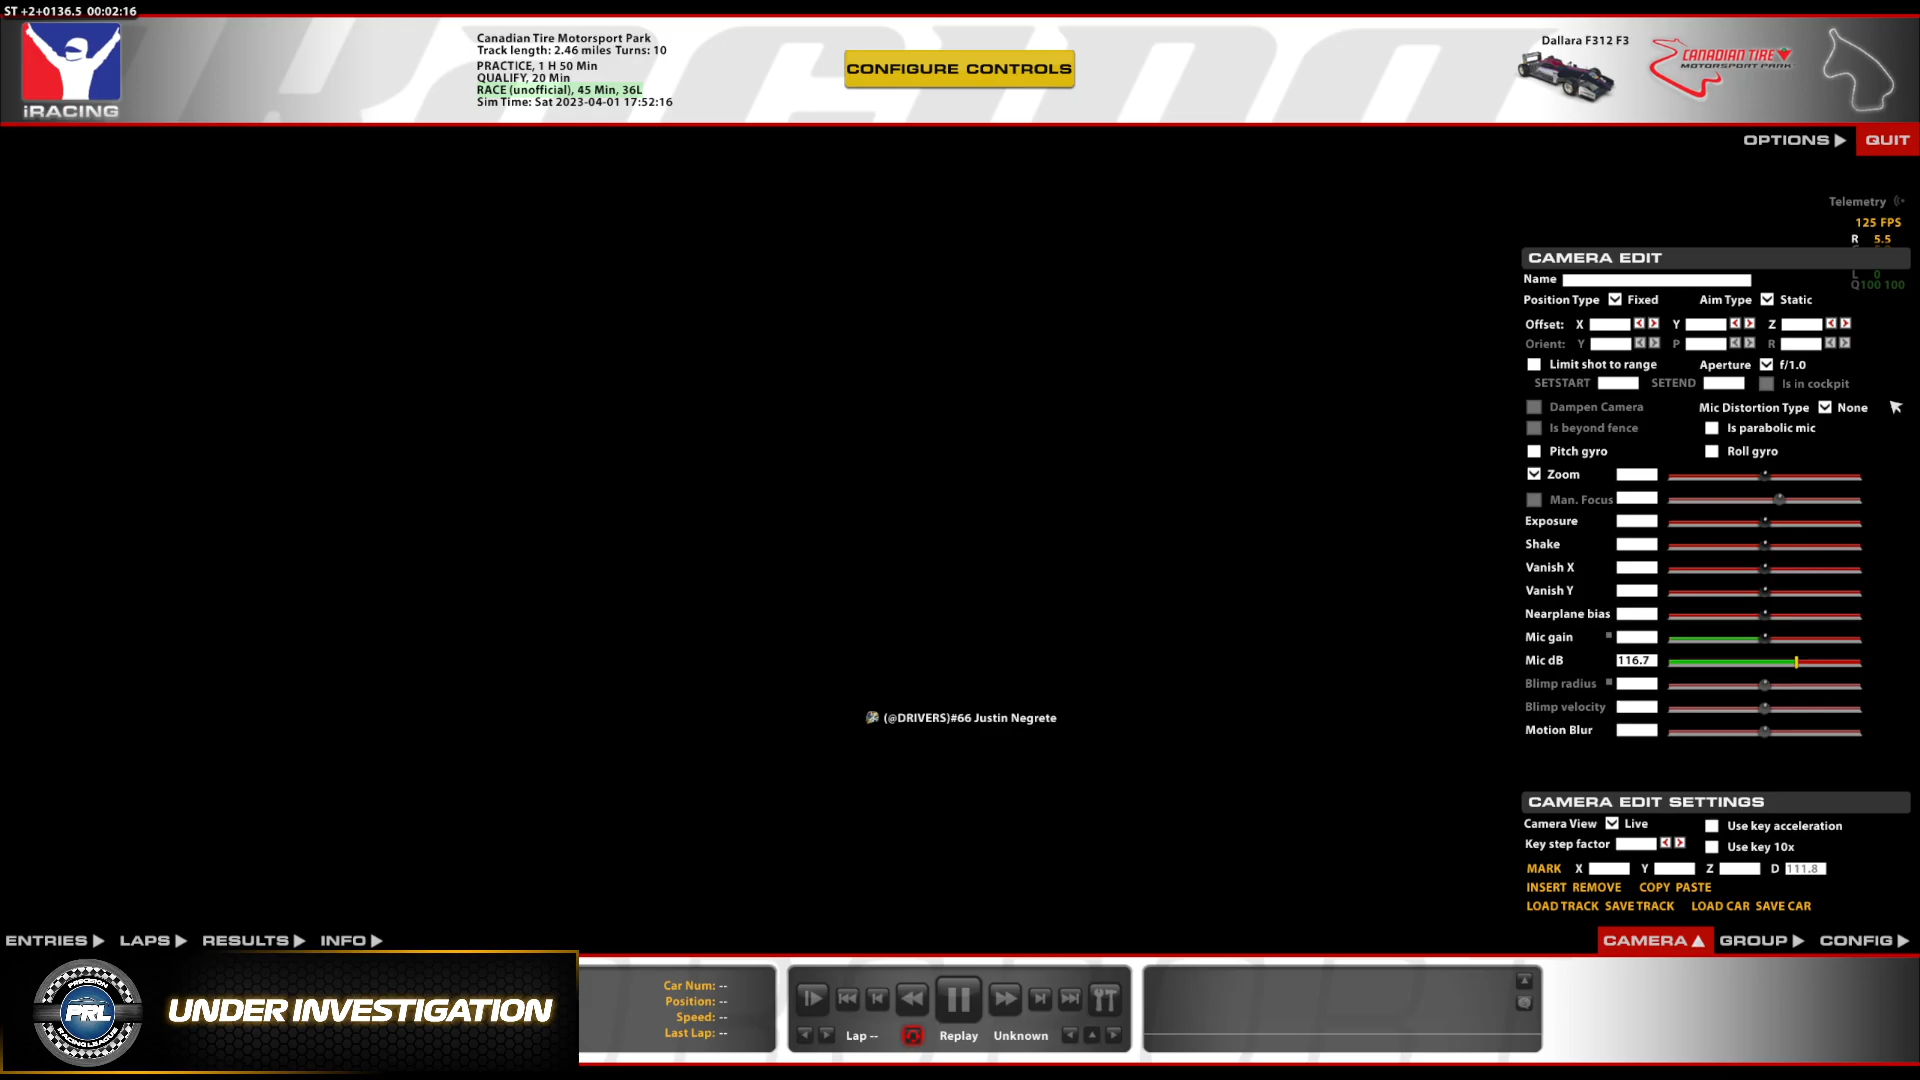 ST +2+0136.5 00:02:16
iRACING
Canadian Tire Motorsport Park
Track length: 2.46 miles Turns: 10
PRACTICE, 1 H 50 Min
QUALIFY, 20 Min
RACE (unofficial), 45 Min, 36L
Sim Time: Sat 2023-04-01 17:52:16
CONFIGURE CONTROLS
Dallara F312 F3
CANADIAN TIRE
MOTORSPORT PARK
OPTIONS QUIT
Telemetry
125 FPS
R 5.5
L 0
Q100 100
CAMERA EDIT
Name
Position Type Fixed Aim Type Static
Offset: X Y Z
Orient: Y P R
Limit shot to range Aperture f/1.0
SETSTART SETEND Is in cockpit
Dampen Camera Mic Distortion Type None
Is beyond fence Is parabolic mic
Pitch gyro Roll gyro
Zoom
Man. Focus
Exposure
Shake
Vanish X
Vanish Y
Nearplane bias
Mic gain
Mic dB 116.7
Blimp radius
Blimp velocity
Motion Blur
(@DRIVERS)#66 Justin Negrete
CAMERA EDIT SETTINGS
Camera View Live Use key acceleration
Key step factor Use key 10x
MARK X Y Z D 111.8
INSERT REMOVE COPY PASTE
LOAD TRACK SAVE TRACK LOAD CAR SAVE CAR
ENTRIES LAPS RESULTS INFO CAMERA GROUP CONFIG
PRECISION
PRL
RACING LEAGUE
UNDER INVESTIGATION
Car Num: --
Position: --
Speed: --
Last Lap: --
Lap -- Replay Unknown